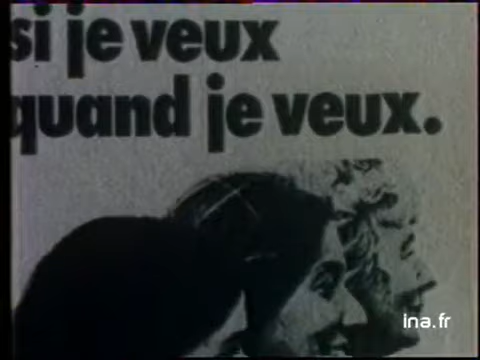 si je veux
quand je veux.
ina.fr